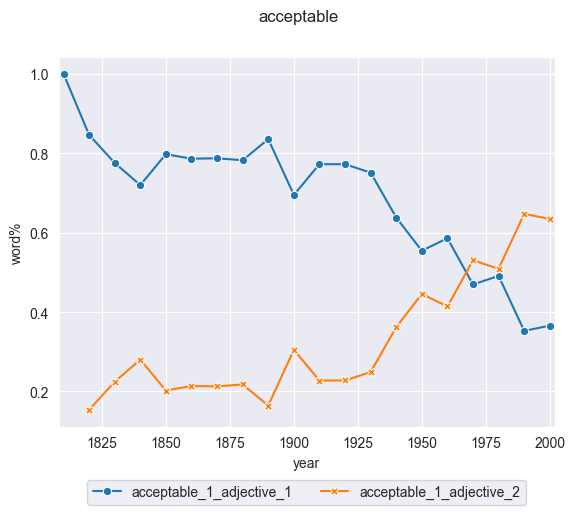 acceptable
1.0
0.8
0.6
0.4
0.2
word%
1825 1850 1875 1900 1925 1950 1975 2000
year
acceptable_1_adjective_1 acceptable_1_adjective_2